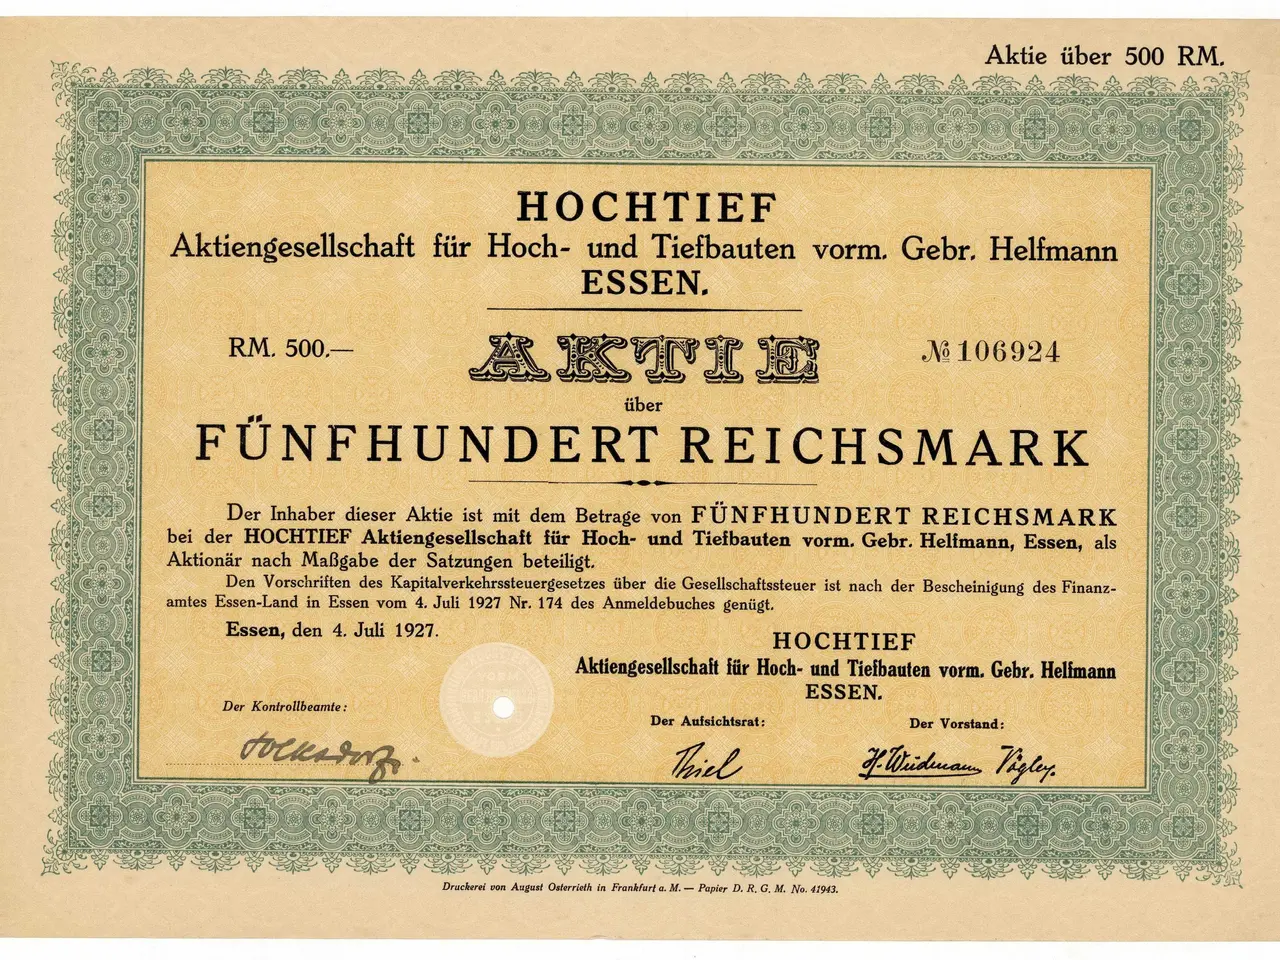 Aktie über 500 RM.
HOCHTIEF
Aktiengesellschaft für Hoch- und Tiefbauten vorm. Gebr. Helfmann
ESSEN.
RM. 500.— AKTIE № 106924
über
FÜNFHUNDERT REICHSMARK
Der Inhaber dieser Aktie ist mit dem Betrage von FÜNFHUNDERT REICHSMARK
bei der HOCHTIEF Aktiengesellschaft für Hoch- und Tiefbauten vorm. Gebr. Helfmann, Essen, als
Aktionär nach Maßgabe der Satzungen beteiligt.
Den Vorschriften des Kapitalverkehrssteuergesetzes über die Gesellschaftssteuer ist nach der Bescheinigung des Finanz-
amtes Essen-Land in Essen vom 4. Juli 1927 Nr. 174 des Anmeldebuches genügt.
Essen, den 4. Juli 1927.
HOCHTIEF
Aktiengesellschaft für Hoch- und Tiefbauten vorm. Gebr. Helfmann
ESSEN.
Der Kontrollbeamte:
Der Aufsichtsrat: Der Vorstand:
Volksdorf Thiel H. Weidmann Vögler.
Druckerei von August Osterrieth in Frankfurt a. M. — Papier D. R. G. M. No. 41943.